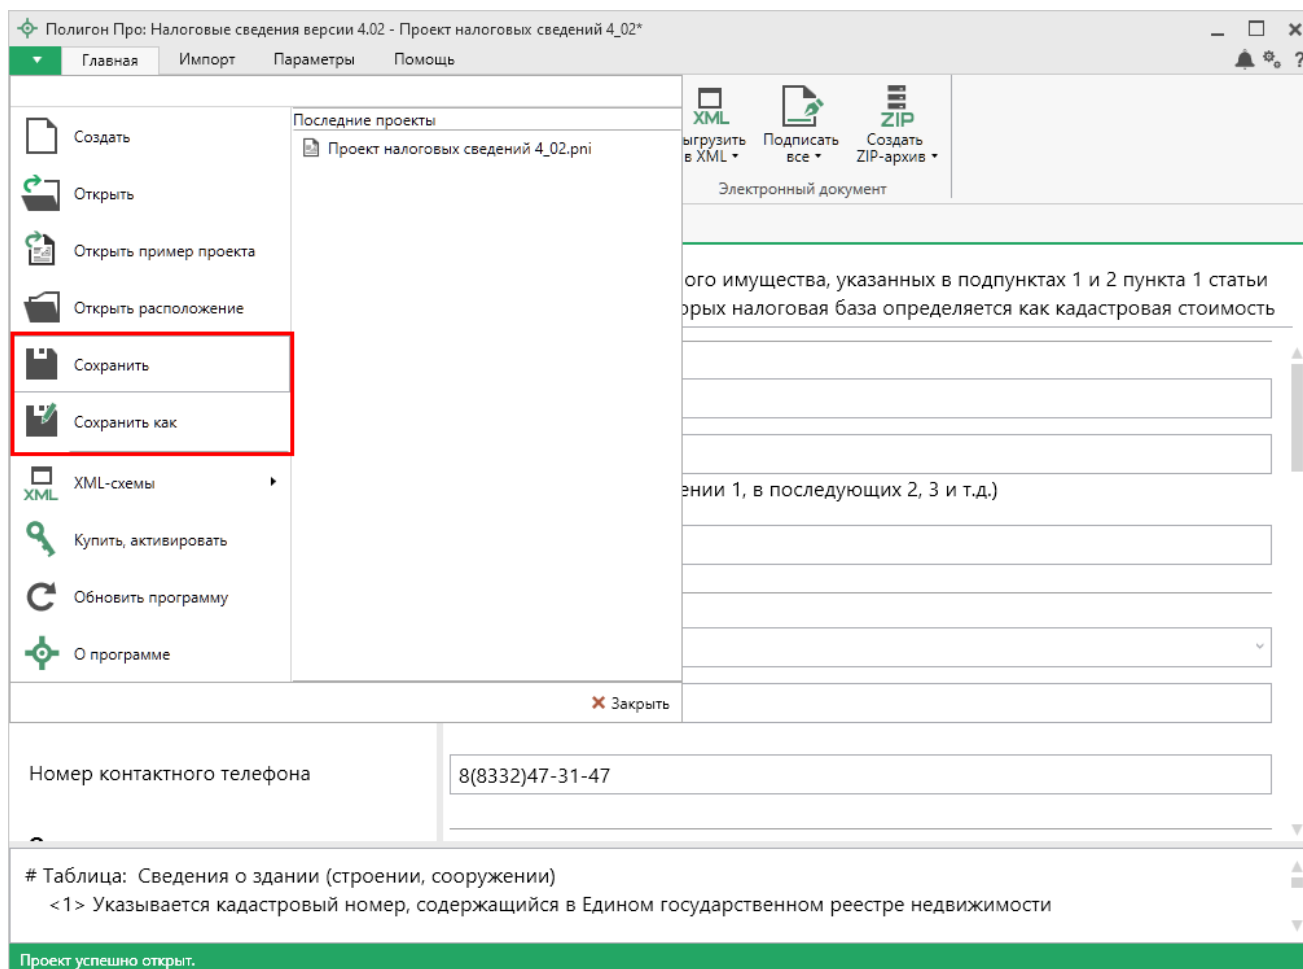 Полигон Про: Налоговые сведения версии 4.02 - Проект налоговых сведений 4_02*
Главная Импорт Параметры Помощь
Последние проекты
Проект налоговых сведений 4_02.pni
Создать
Открыть
Открыть пример проекта
Открыть расположение
Сохранить
Сохранить как
XML
XML-схемы
Купить, активировать
Обновить программу
О программе
Закрыть
XML
ыгрузить
в XML
Подписать
все
ZIP
Создать
ZIP-архив
Электронный документ
ого имущества, указанных в подпунктах 1 и 2 пункта 1 статьи
орых налоговая база определяется как кадастровая стоимость
ении 1, в последующих 2, 3 и т.д.)
Номер контактного телефона
8(8332)47-31-47
# Таблица: Сведения о здании (строении, сооружении)
<1> Указывается кадастровый номер, содержащийся в Едином государственном реестре недвижимости
Проект успешно открыт.